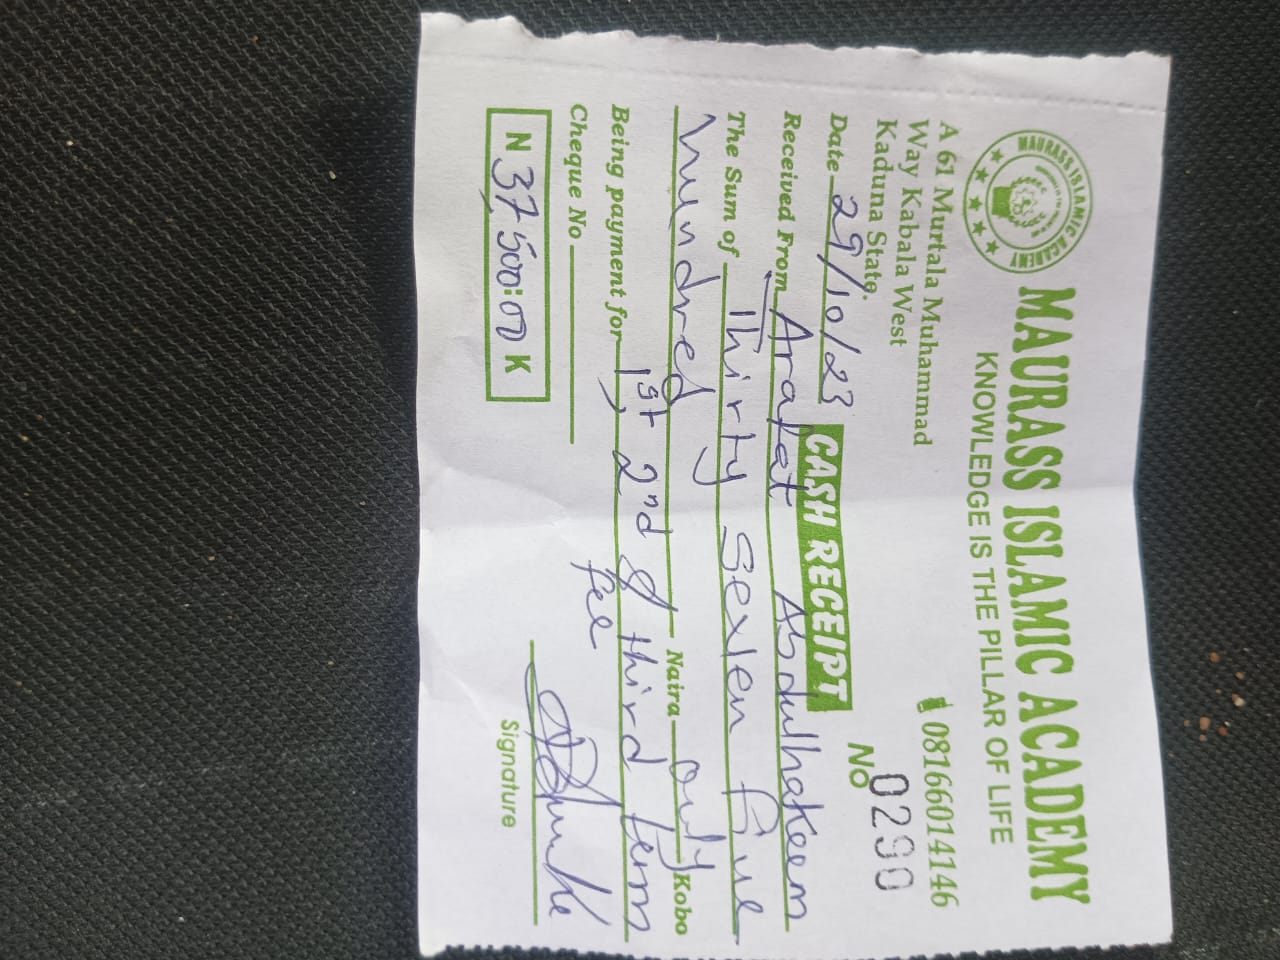 MAURASS ISLAMIC ACADEMY
MAURASS ISLAMIC ACADEMY
KNOWLEDGE IS THE PILLAR OF LIFE
A 61 Murtala Muhammad
Way Kabala West
Kaduna State.
08166014146
NO 0290
Date 29/10/23 CASH RECEIPT
Received From Arafat Abdulhakeem
The Sum of Thirty Sexlen five
hundred Naira only Kobo
Being payment for 1st, 2nd & third term
fee
Cheque No
N 37,500:00 K
Signature